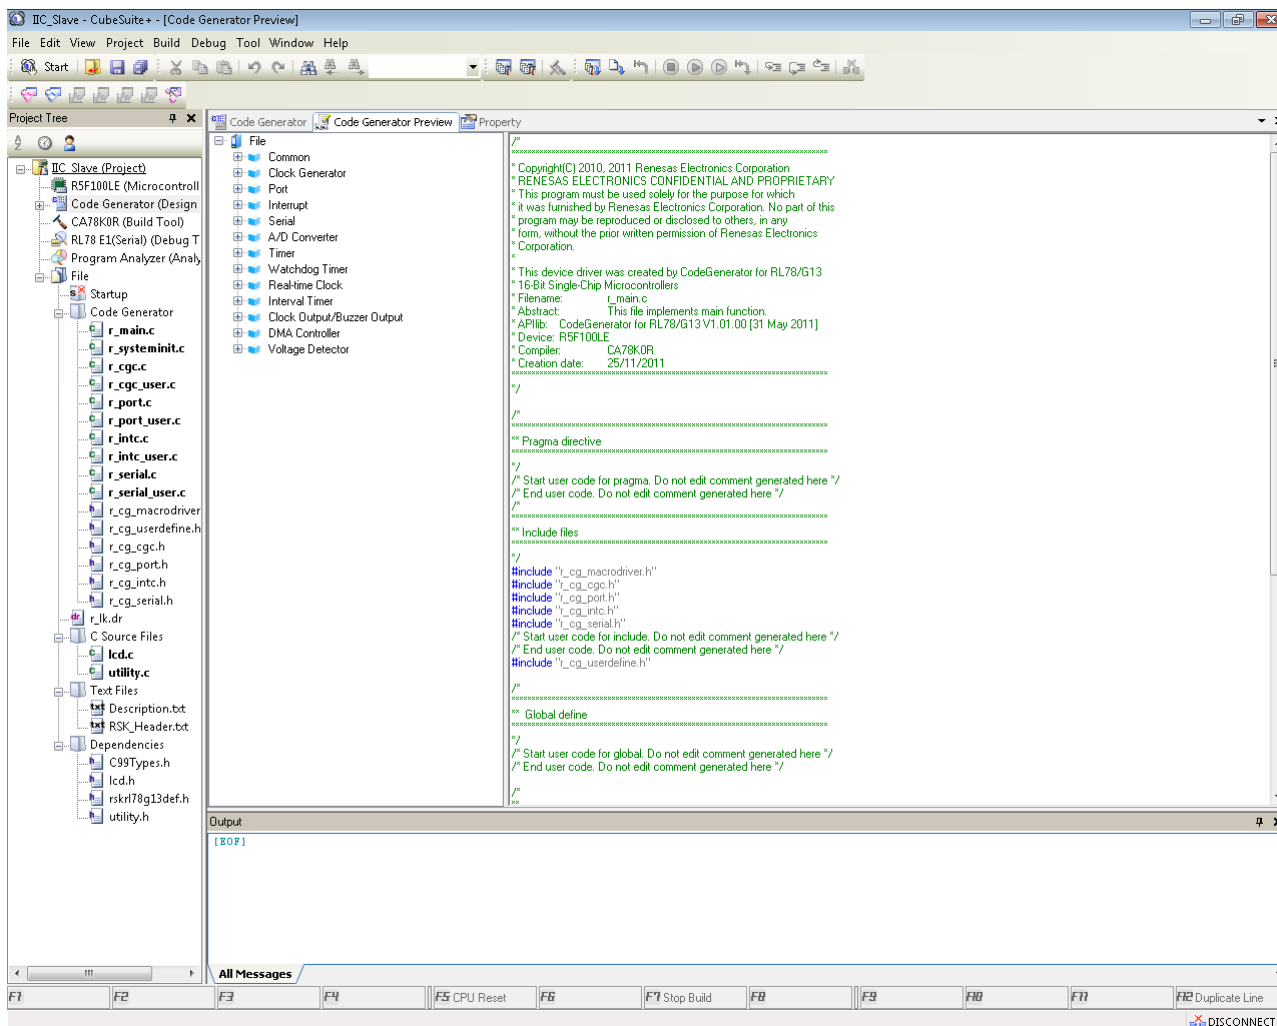 IIC_Slave - CubeSuite+ - [Code Generator Preview]
File Edit View Project Build Debug Tool Window Help
Start
Project Tree
Code Generator Code Generator Preview Property
IIC_Slave (Project)
R5F100LE (Microcontroll
Code Generator (Design
CA78K0R (Build Tool)
RL78 E1(Serial) (Debug T
Program Analyzer (Analy
File
Startup
Code Generator
r_main.c
r_systeminit.c
r_cgc.c
r_cgc_user.c
r_port.c
r_port_user.c
r_intc.c
r_intc_user.c
r_serial.c
r_serial_user.c
r_cg_macrodriver
r_cg_userdefine.h
r_cg_cgc.h
r_cg_port.h
r_cg_intc.h
r_cg_serial.h
r_lk.dr
C Source Files
lcd.c
utility.c
Text Files
Description.txt
RSK_Header.txt
Dependencies
C99Types.h
lcd.h
rskrl78g13def.h
utility.h
File
Common
Clock Generator
Port
Interrupt
Serial
A/D Converter
Timer
Watchdog Timer
Real-time Clock
Interval Timer
Clock Output/Buzzer Output
DMA Controller
Voltage Detector
/*
* Copyright(C) 2010, 2011 Renesas Electronics Corporation
* RENESAS ELECTRONICS CONFIDENTIAL AND PROPRIETARY
* This program must be used solely for the purpose for which
* it was furnished by Renesas Electronics Corporation. No part of this
* program may be reproduced or disclosed to others, in any
* form, without the prior written permission of Renesas Electronics
* Corporation.
*
* This device driver was created by CodeGenerator for RL78/G13
* 16-Bit Single-Chip Microcontrollers
* Filename: r_main.c
* Abstract: This file implements main function.
* APIlib: CodeGenerator for RL78/G13 V1.01.00 [31 May 2011]
* Device: R5F100LE
* Compiler: CA78K0R
* Creation date: 25/11/2011
*/
/*
** Pragma directive
*/
/* Start user code for pragma. Do not edit comment generated here */
/* End user code. Do not edit comment generated here */
/*
** Include files
*/
#include "r_cg_macrodriver.h"
#include "r_cg_cgc.h"
#include "r_cg_port.h"
#include "r_cg_intc.h"
#include "r_cg_serial.h"
/* Start user code for include. Do not edit comment generated here */
/* End user code. Do not edit comment generated here */
#include "r_cg_userdefine.h"
/*
** Global define
*/
/* Start user code for global. Do not edit comment generated here */
/* End user code. Do not edit comment generated here */
/*
**
Output
[EOF]
All Messages
F1 F2 F3 F4 F5 CPU Reset F6 F7 Stop Build F8 F9 F10 F11 F12 Duplicate Line
DISCONNECT